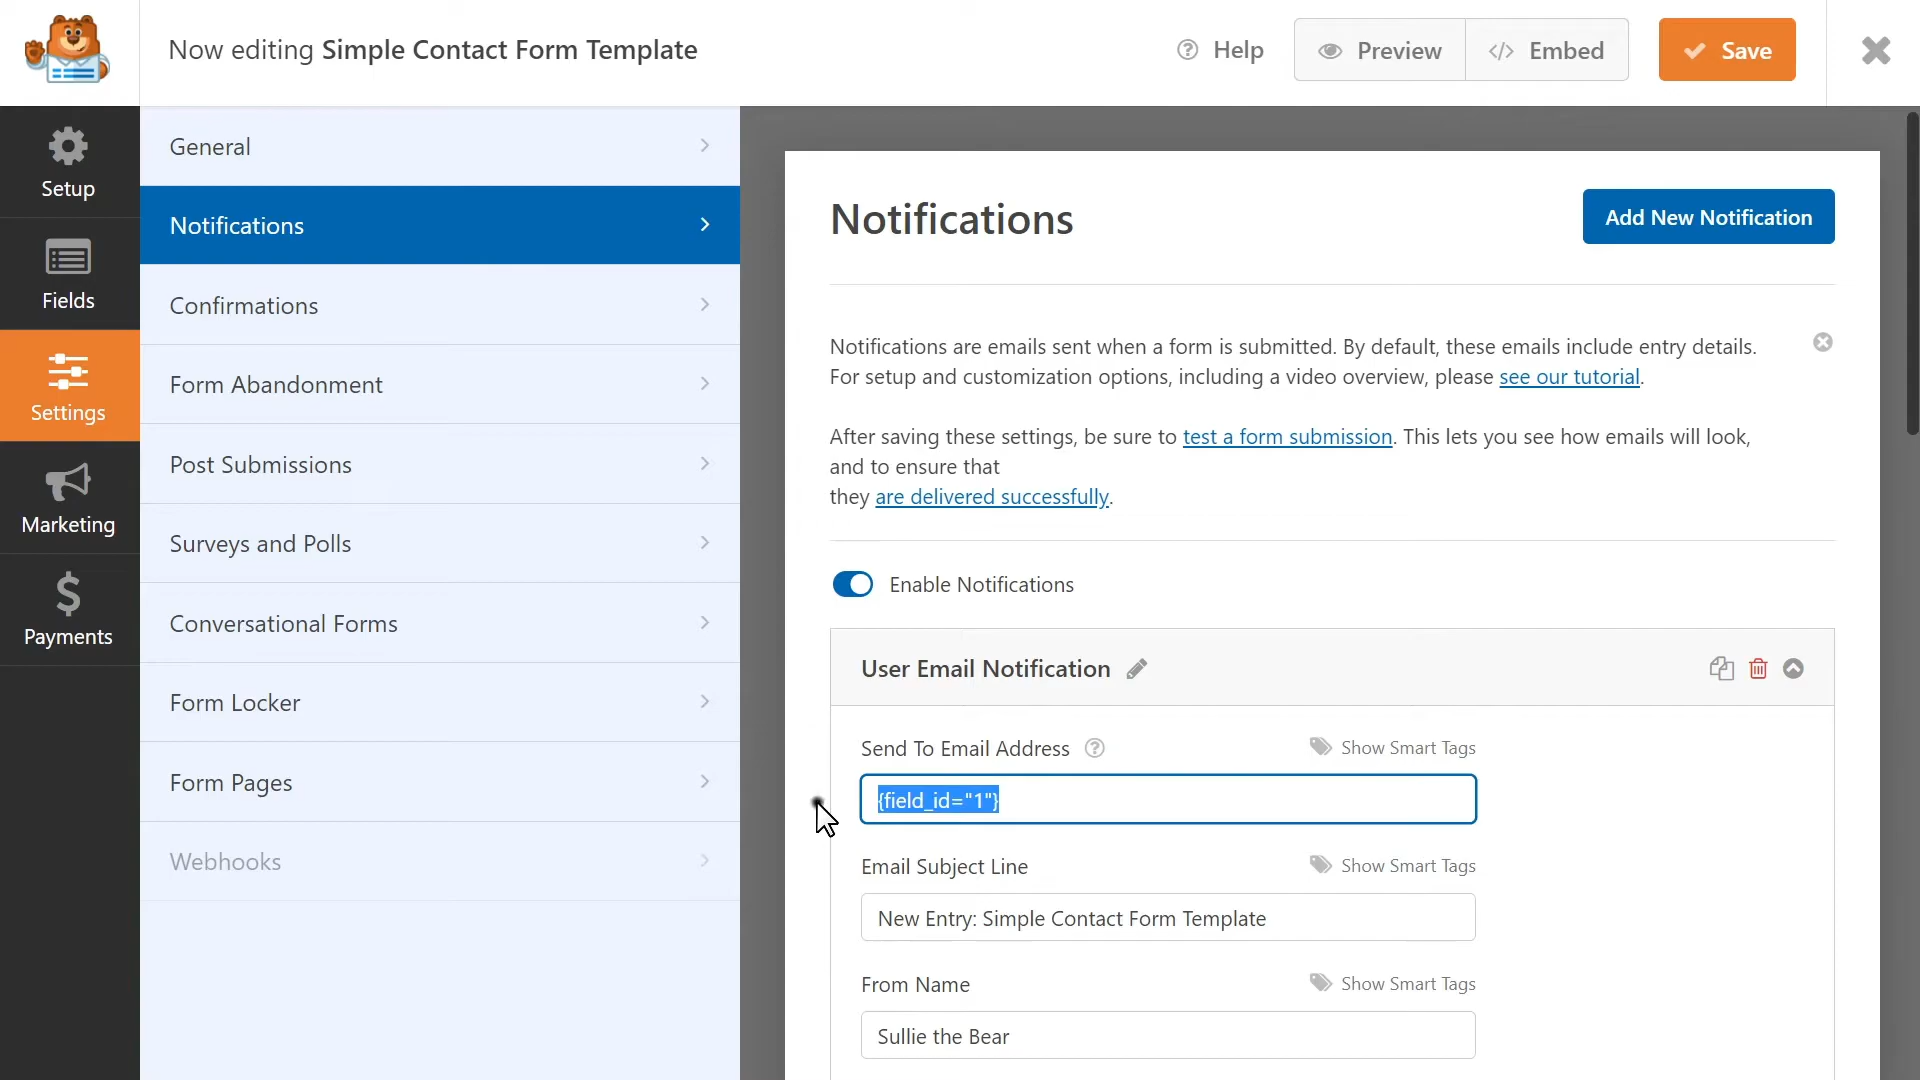 Now editing Simple Contact Form Template
Help
Preview
Embed
Save
Setup
Fields
Settings
Marketing
Payments
General
Notifications
Confirmations
Form Abandonment
Post Submissions
Surveys and Polls
Conversational Forms
Form Locker
Form Pages
Webhooks
Notifications
Add New Notification
Notifications are emails sent when a form is submitted. By default, these emails include entry details.
For setup and customization options, including a video overview, please see our tutorial.
After saving these settings, be sure to test a form submission. This lets you see how emails will look,
and to ensure that
they are delivered successfully.
Enable Notifications
User Email Notification
Send To Email Address
Show Smart Tags
{field_id="1"}
Email Subject Line
Show Smart Tags
New Entry: Simple Contact Form Template
From Name
Show Smart Tags
Sullie the Bear